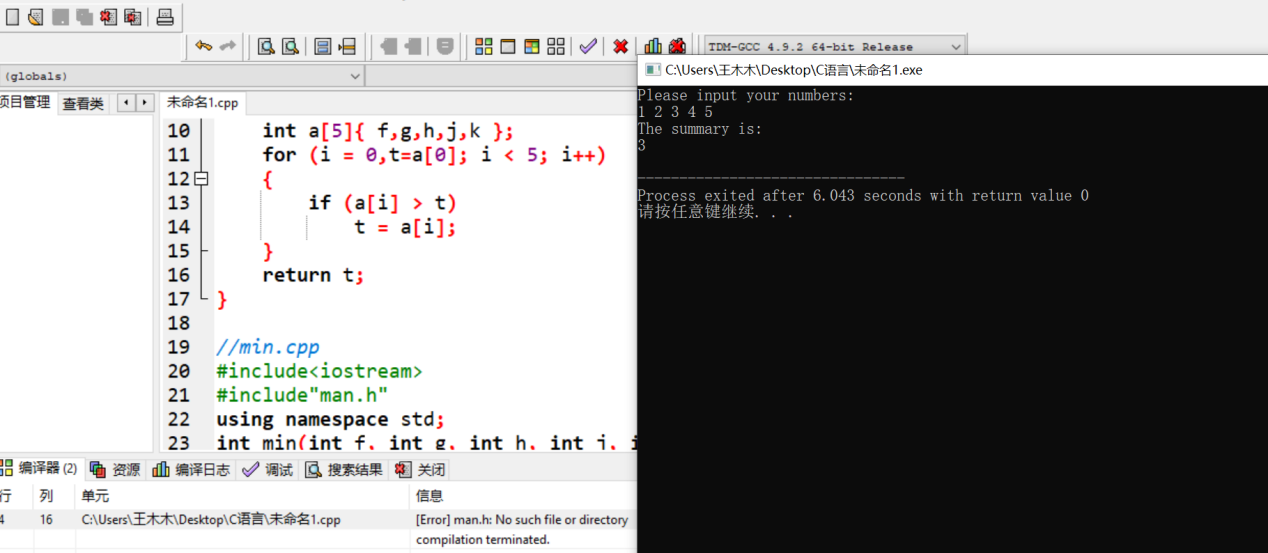 TDM-GCC 4.9.2 64-bit Release
(globals)
项目管理 查看类 未命名1.cpp
10 int a[5]{ f,g,h,j,k };
11 for (i = 0,t=a[0]; i < 5; i++)
12 {
13 if (a[i] > t)
14 t = a[i];
15 }
16 return t;
17 }
18
19 //min.cpp
20 #include<iostream>
21 #include"man.h"
22 using namespace std;
23 int min(int f, int g, int h, int j, i
编译器 (2) 资源 编译日志 调试 搜索结果 关闭
行 列 单元 信息
4 16 C:\Users\王木木\Desktop\C语言\未命名1.cpp [Error] man.h: No such file or directory
compilation terminated.
C:\Users\王木木\Desktop\C语言\未命名1.exe
Please input your numbers:
1 2 3 4 5
The summary is:
3
--------------------------------
Process exited after 6.043 seconds with return value 0
请按任意键继续. . .